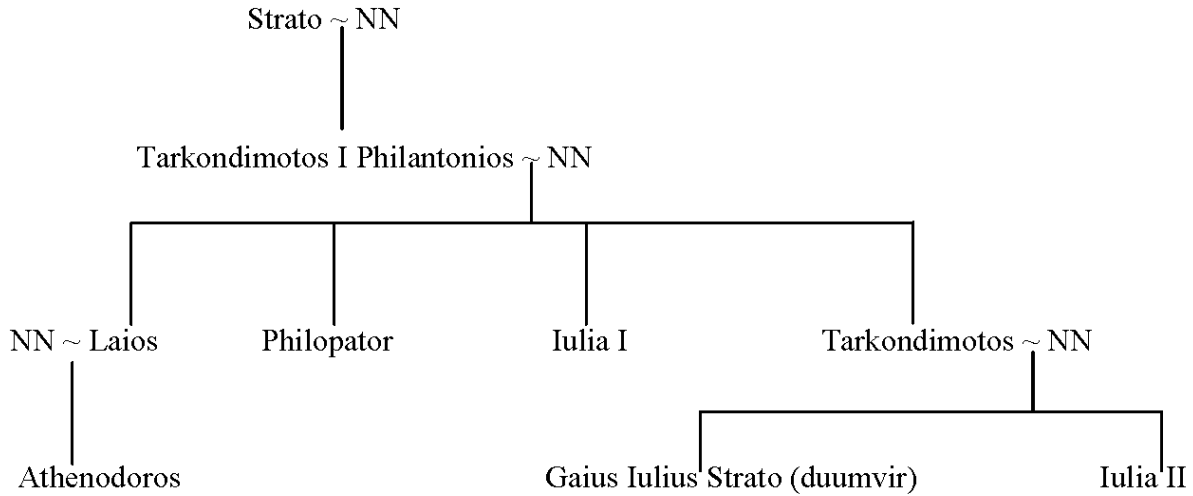 Strato ~ NN
Tarkondimotos I Philantonios ~ NN
NN ~ Laios Philopator Iulia I Tarkondimotos ~ NN
Athenodoros Gaius Iulius Strato (duumvir) Iulia II